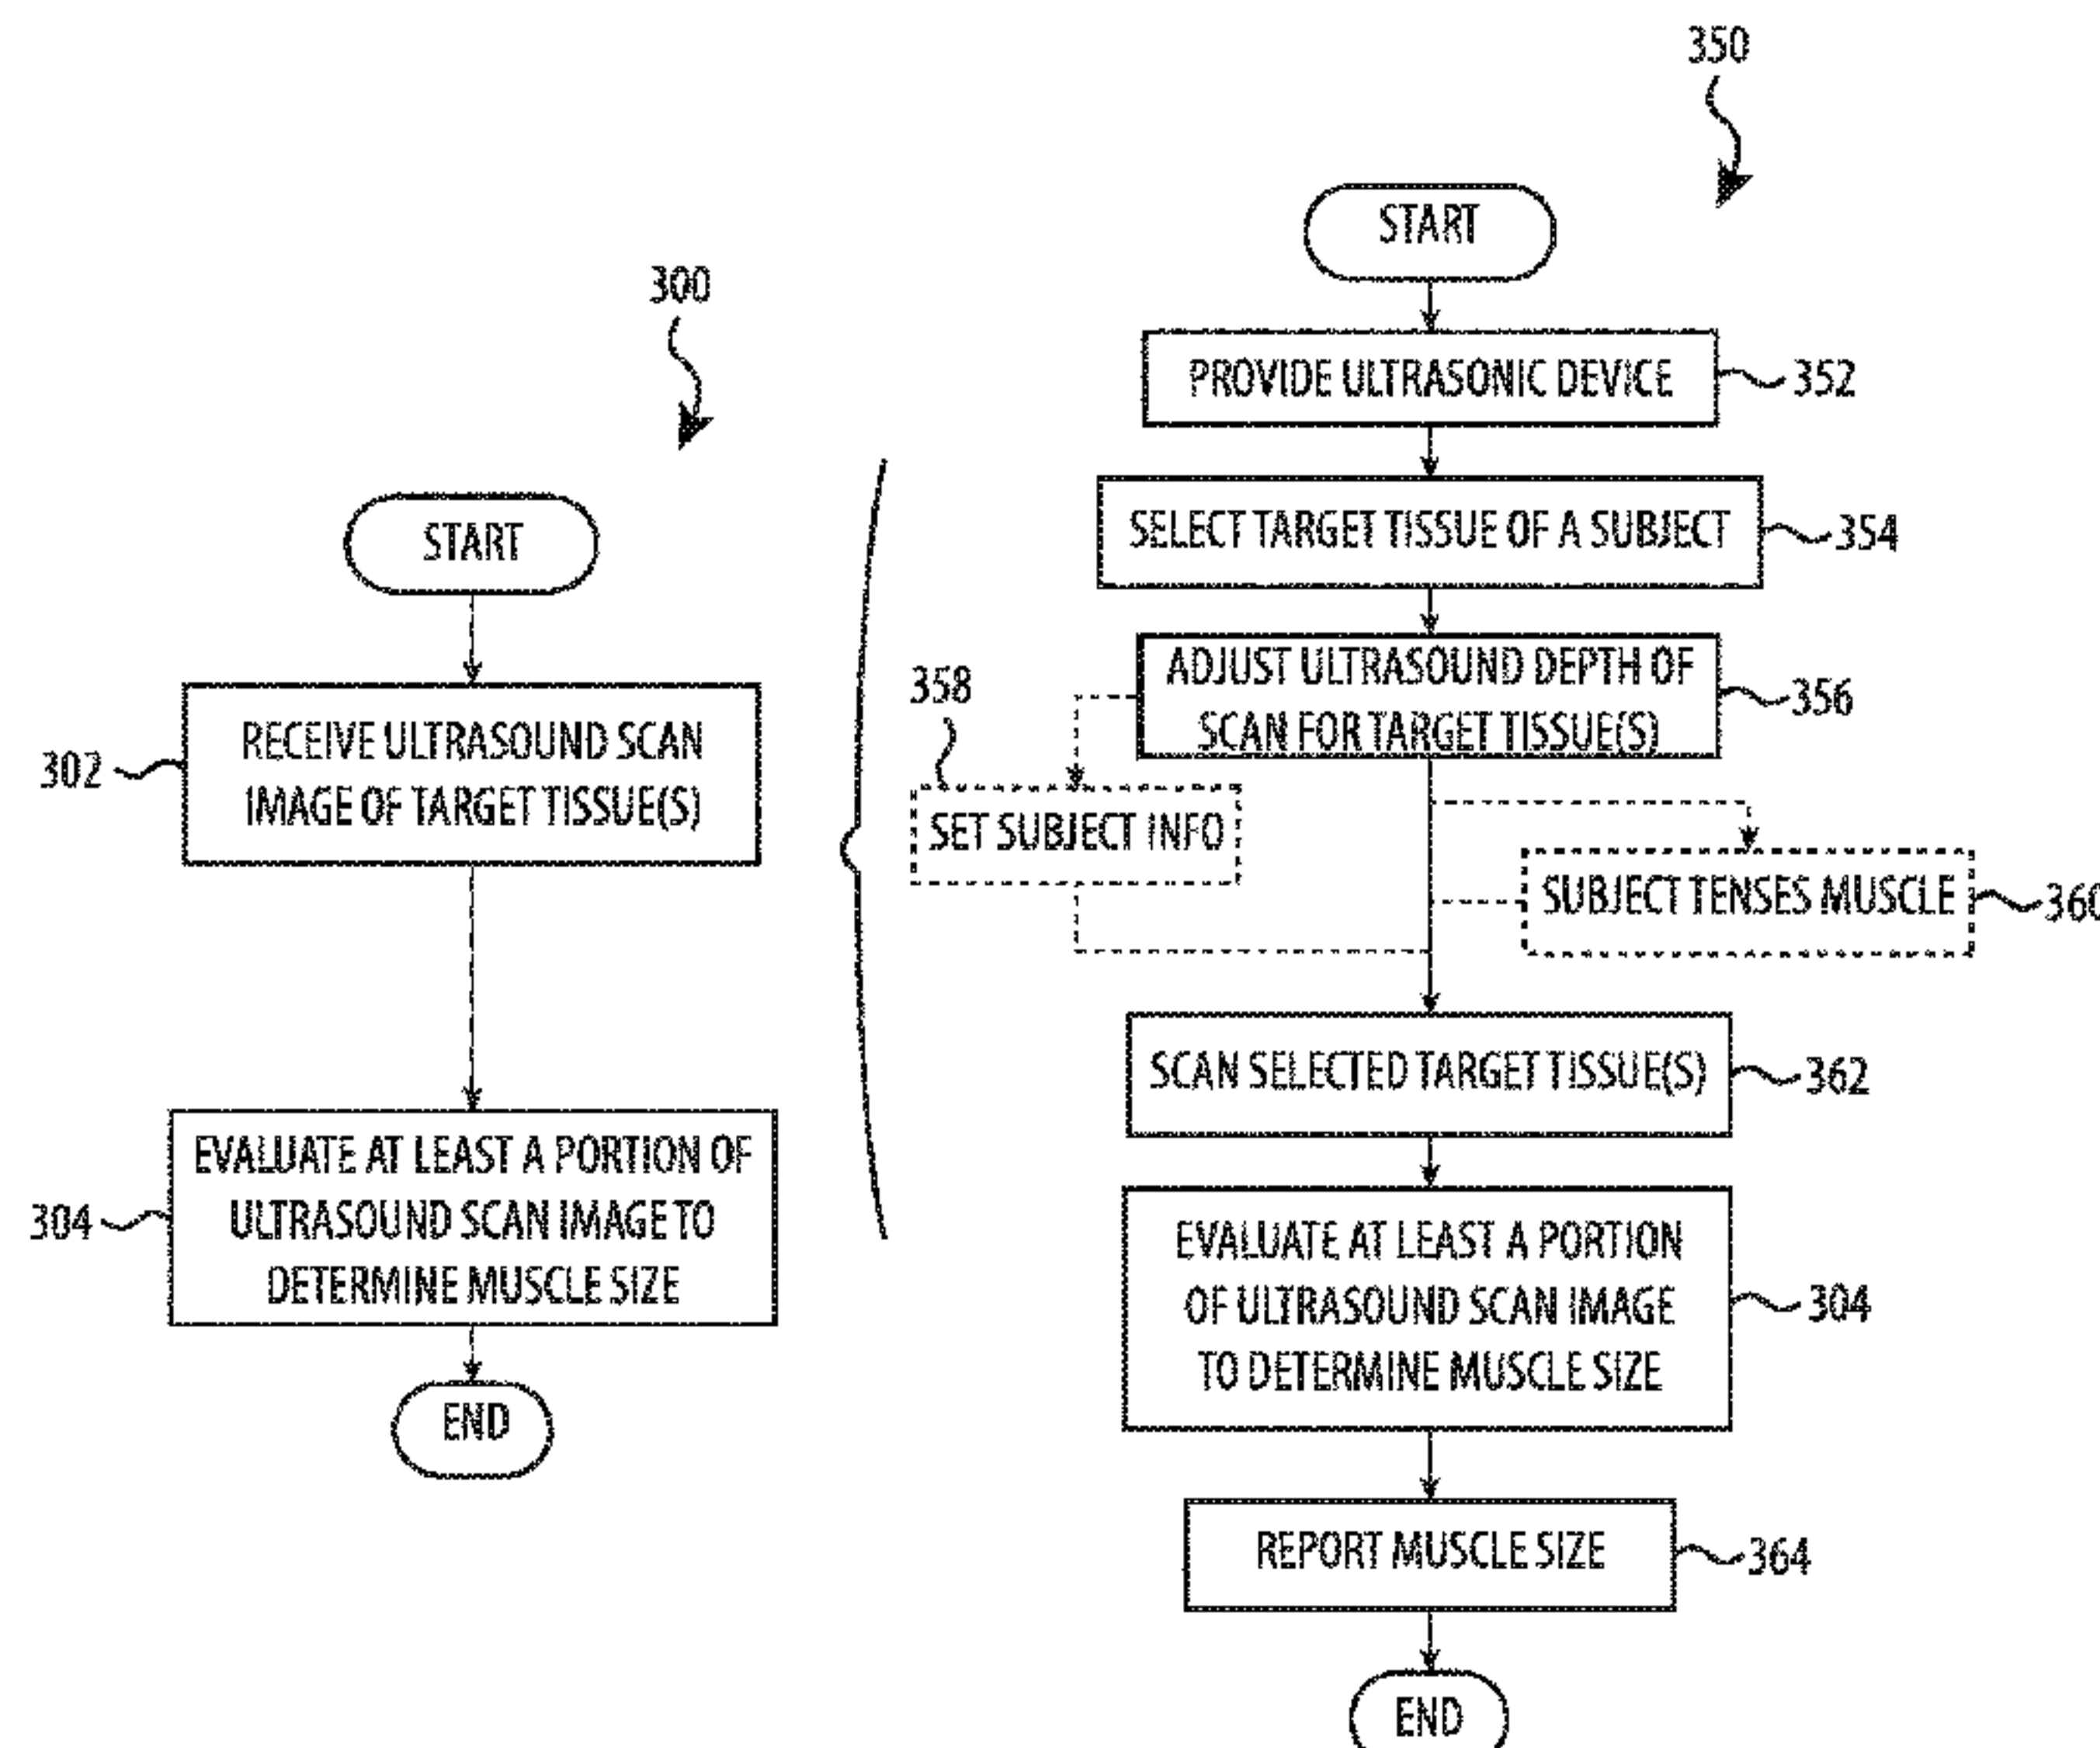 300
START
302
RECEIVE ULTRASOUND SCAN
IMAGE OF TARGET TISSUE(S)
304
EVALUATE AT LEAST A PORTION OF
ULTRASOUND SCAN IMAGE TO
DETERMINE MUSCLE SIZE
END
350
START
PROVIDE ULTRASONIC DEVICE
352
SELECT TARGET TISSUE OF A SUBJECT
354
ADJUST ULTRASOUND DEPTH OF
SCAN FOR TARGET TISSUE(S)
356
358
SET SUBJECT INFO
SUBJECT TENSES MUSCLE
360
SCAN SELECTED TARGET TISSUE(S)
362
EVALUATE AT LEAST A PORTION
OF ULTRASOUND SCAN IMAGE
TO DETERMINE MUSCLE SIZE
304
REPORT MUSCLE SIZE
364
END